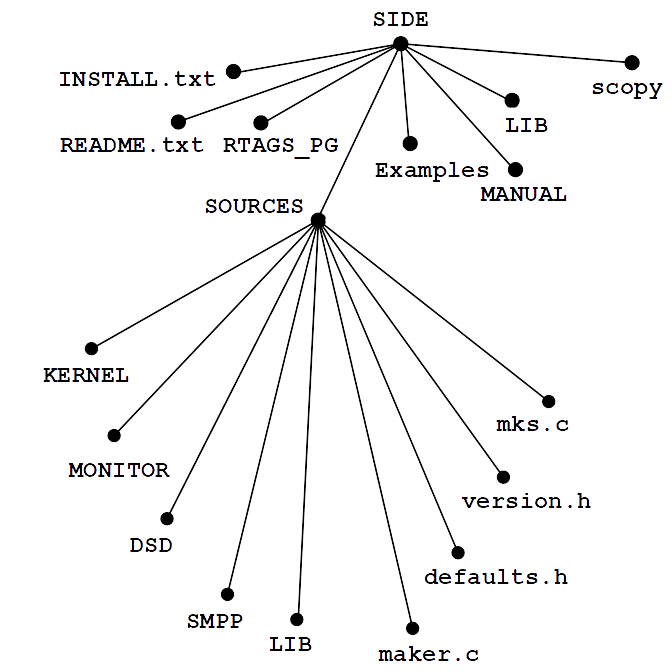 SIDE
INSTALL.txt
scopy
LIB
README.txt
RTAGS_PG
Examples
MANUAL
SOURCES
KERNEL
mks.c
MONITOR
version.h
DSD
defaults.h
SMPP
LIB
maker.c